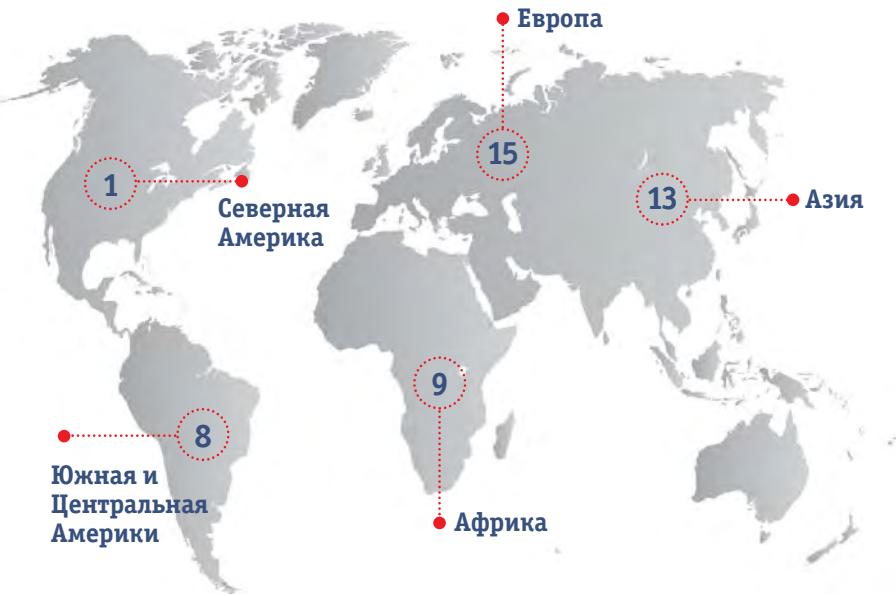 Европа
15
1
13
Северная
Америка
Азия
9
8
Южная и
Центральная
Америки
Африка